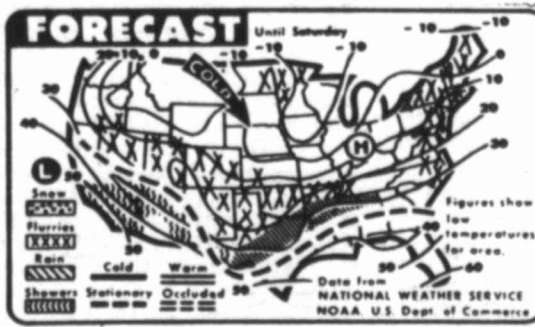 FORECAST
Until Saturday
-10
-10
20
-10
0
-10
-10
-10
0
30
COLD
10
40
20
H
30
L
50
Snow
Flurries
Rain
Showers
50
Cold
Warm
Stationary
Occluded
50
Figures show
low
temperatures
for area.
40
50
60
Data from
NATIONAL WEATHER SERVICE
NOAA. U.S. Dept. of Commerce